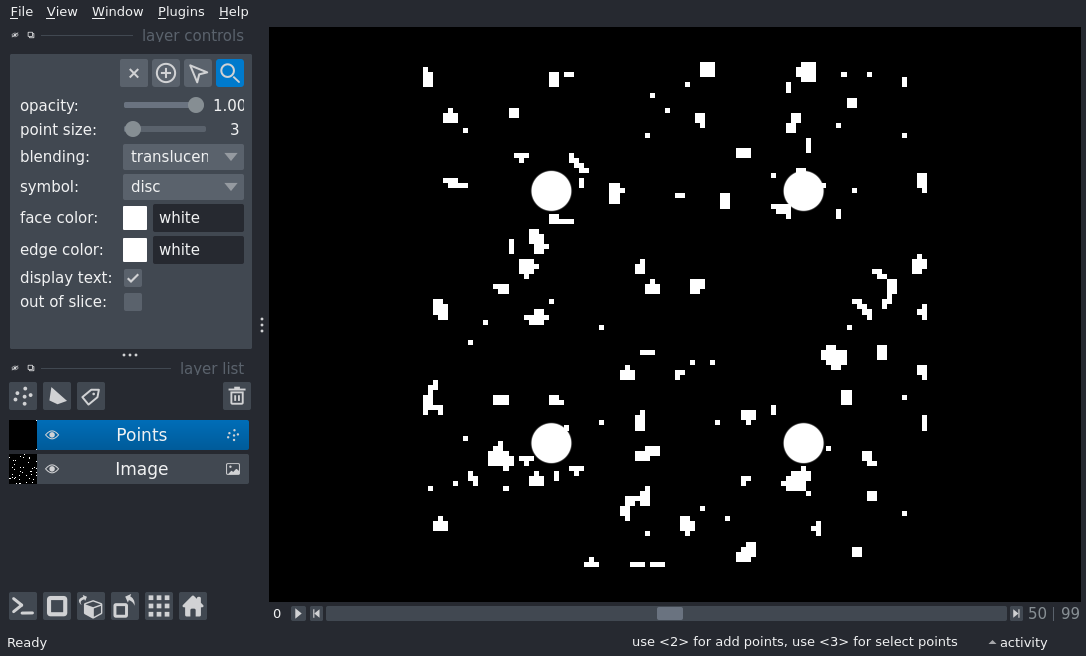 File View Window Plugins Help
layer controls
opacity: 1.00
point size: 3
blending: translucen
symbol: disc
face color: white
edge color: white
display text:
out of slice:
layer list
Points
Image
0 50 | 99
Ready use <2> for add points, use <3> for select points activity